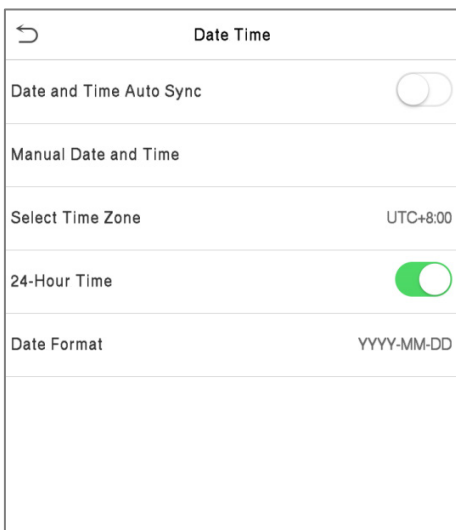 Date Time
Date and Time Auto Sync
Manual Date and Time
Select Time Zone UTC+8:00
24-Hour Time
Date Format YYYY-MM-DD